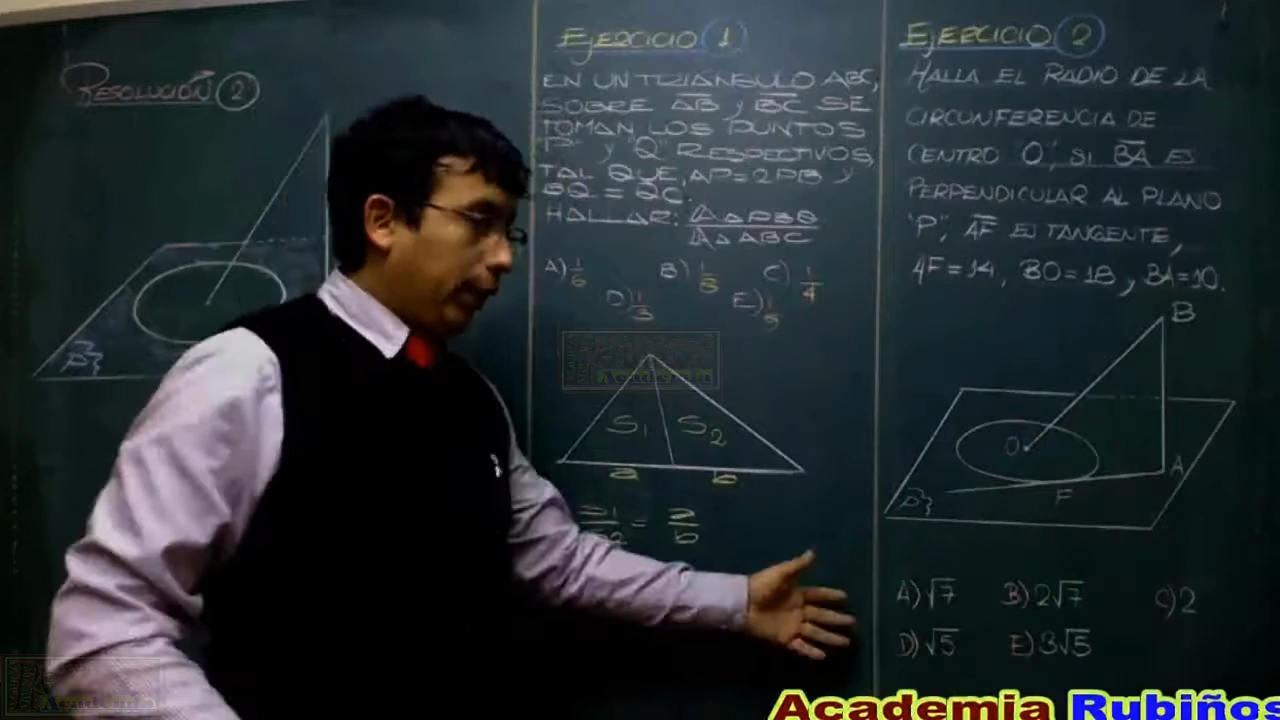 RESOLUCIÓN 2
P}
EJERCICIO 1
EN UN TRIÁNGULO ABC,
SOBRE AB y BC SE
TOMAN LOS PUNTOS
"P" y "Q" RESPECTIVOS,
TAL QUE, AP=2PB y
BQ = QC.
HALLAR: A△PBQ
A△ABC
A) 1/6 B) 1/8 C) 1/4
D) 1/3 E) 1/5
Academia
S1 S2
a b
S1/S2 = a/b
EJERCICIO 2
HALLA EL RADIO DE LA
CIRCUNFERENCIA DE
CENTRO "O", SI BA ES
PERPENDICULAR AL PLANO
"P", AF ES TANGENTE,
AF=14, BO=18, BA=10.
B
O
A
F
P}
A) √7 B) 2√7 C) 2
D) √5 E) 3√5
Academia
Academia Rubiños